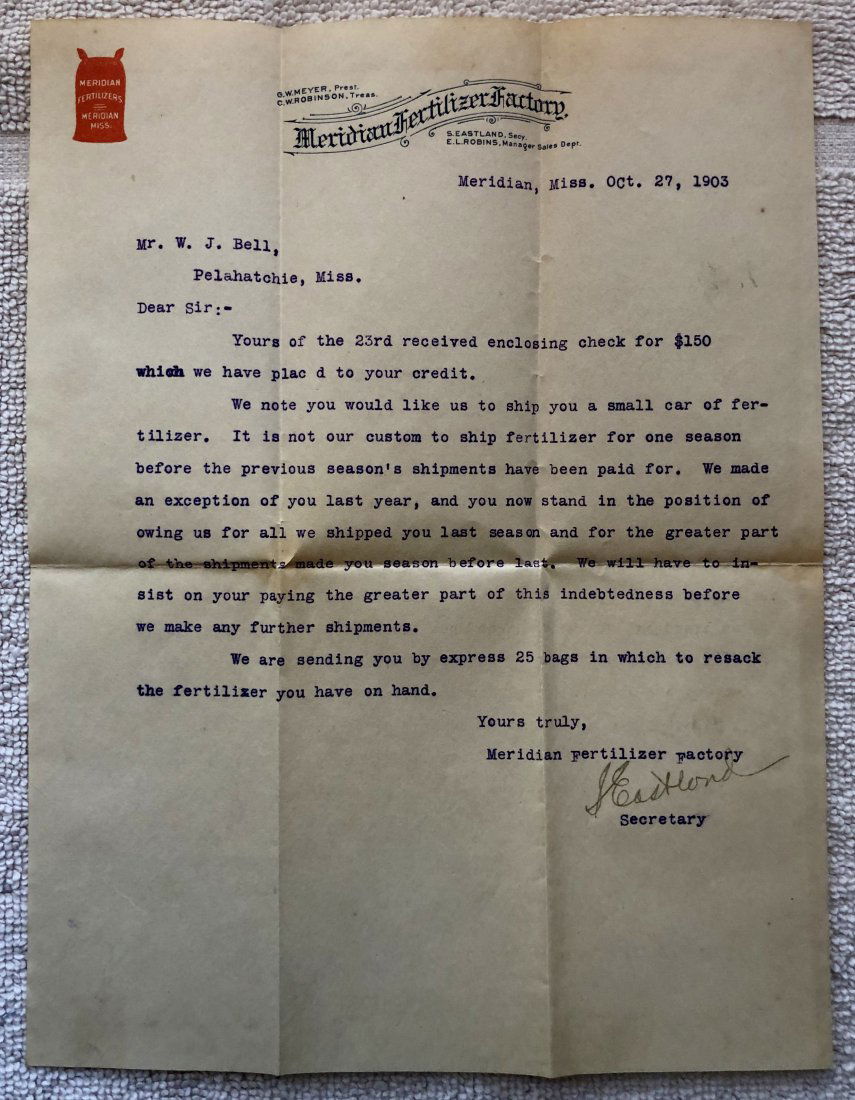 MERIDIAN
FERTILIZERS
MERIDIAN
MISS.
G.W.MEYER, Prest.
C.W.ROBINSON, Treas.
Meridian Fertilizer Factory.
S.EASTLAND, Secy.
E.L.ROBINS, Manager Sales Dept.
Meridian, Miss. Oct. 27, 1903
Mr. W. J. Bell,
Pelahatchie, Miss.
Dear Sir:-
Yours of the 23rd received enclosing check for $150
which we have plac d to your credit.
We note you would like us to ship you a small car of fer-
tilizer. It is not our custom to ship fertilizer for one season
before the previous season's shipments have been paid for. We made
an exception of you last year, and you now stand in the position of
owing us for all we shipped you last season and for the greater part
of the shipments made you season before last. We will have to in-
sist on your paying the greater part of this indebtedness before
we make any further shipments.
We are sending you by express 25 bags in which to resack
the fertilizer you have on hand.
Yours truly,
Meridian Fertilizer Factory
S Eastland
Secretary